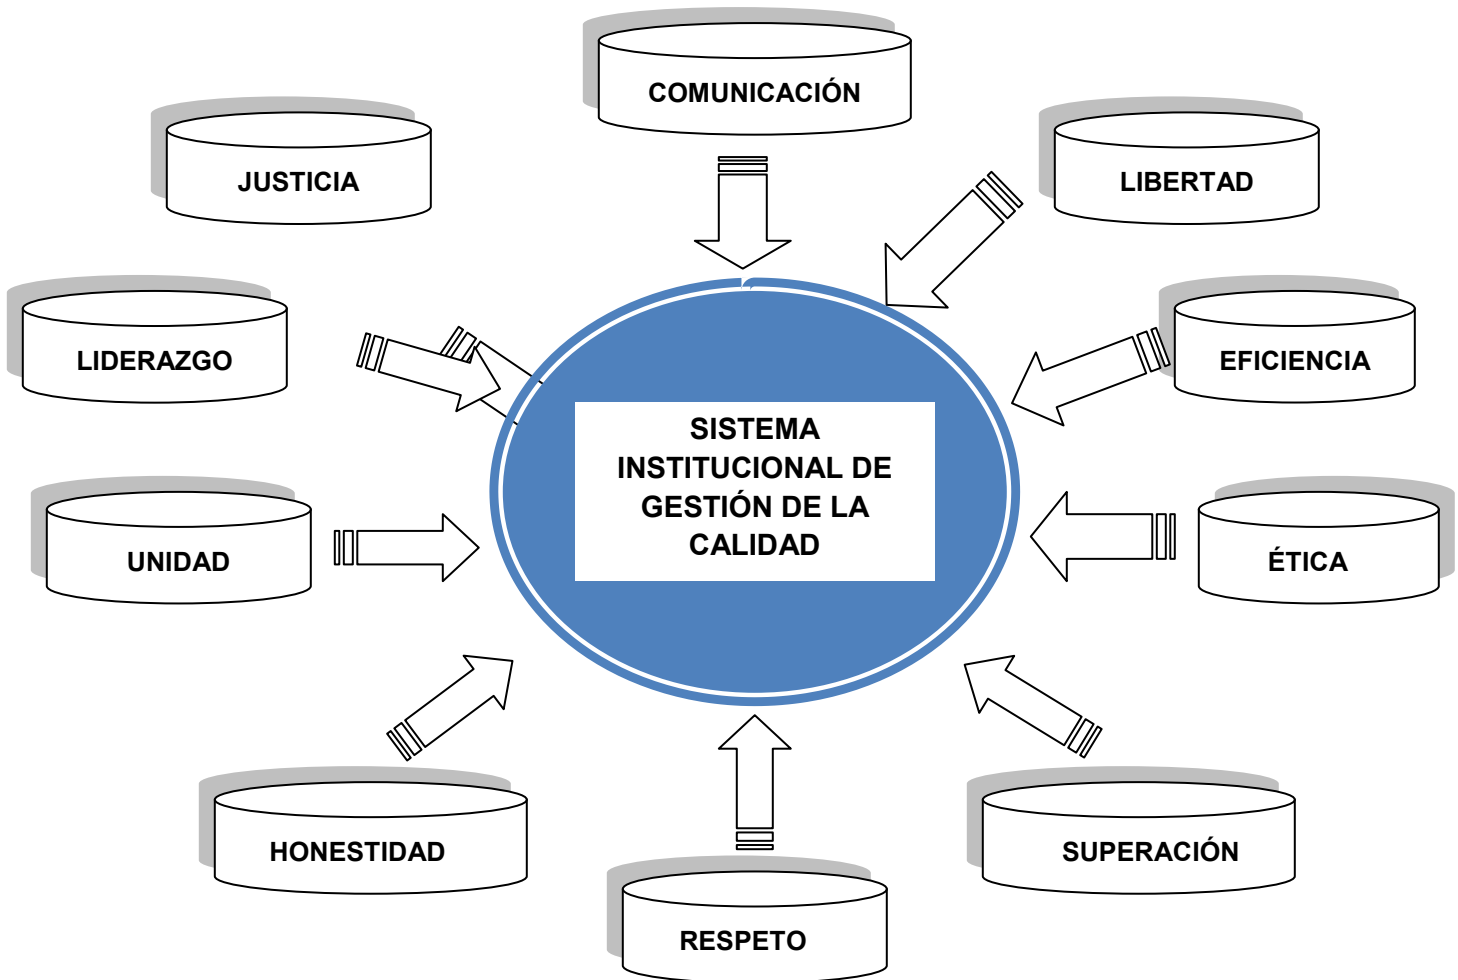 COMUNICACIÓN
JUSTICIA
LIBERTAD
LIDERAZGO
EFICIENCIA
SISTEMA
INSTITUCIONAL DE
GESTIÓN DE LA
CALIDAD
UNIDAD
ÉTICA
HONESTIDAD
SUPERACIÓN
RESPETO